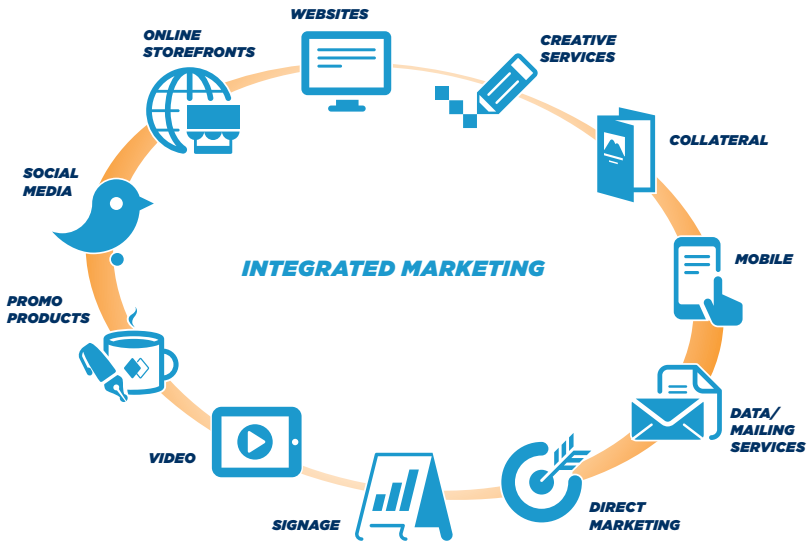 WEBSITES
ONLINE
STOREFRONTS
CREATIVE
SERVICES
COLLATERAL
SOCIAL
MEDIA
INTEGRATED MARKETING
MOBILE
PROMO
PRODUCTS
DATA/
MAILING
SERVICES
VIDEO
SIGNAGE
DIRECT
MARKETING